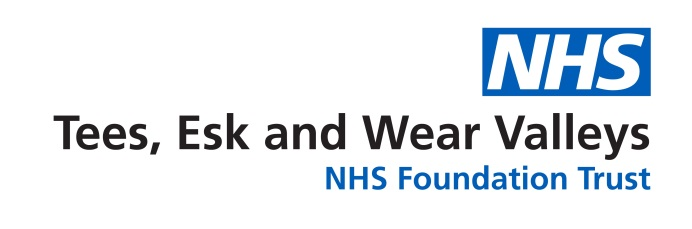 NHS
Tees, Esk and Wear Valleys
NHS Foundation Trust